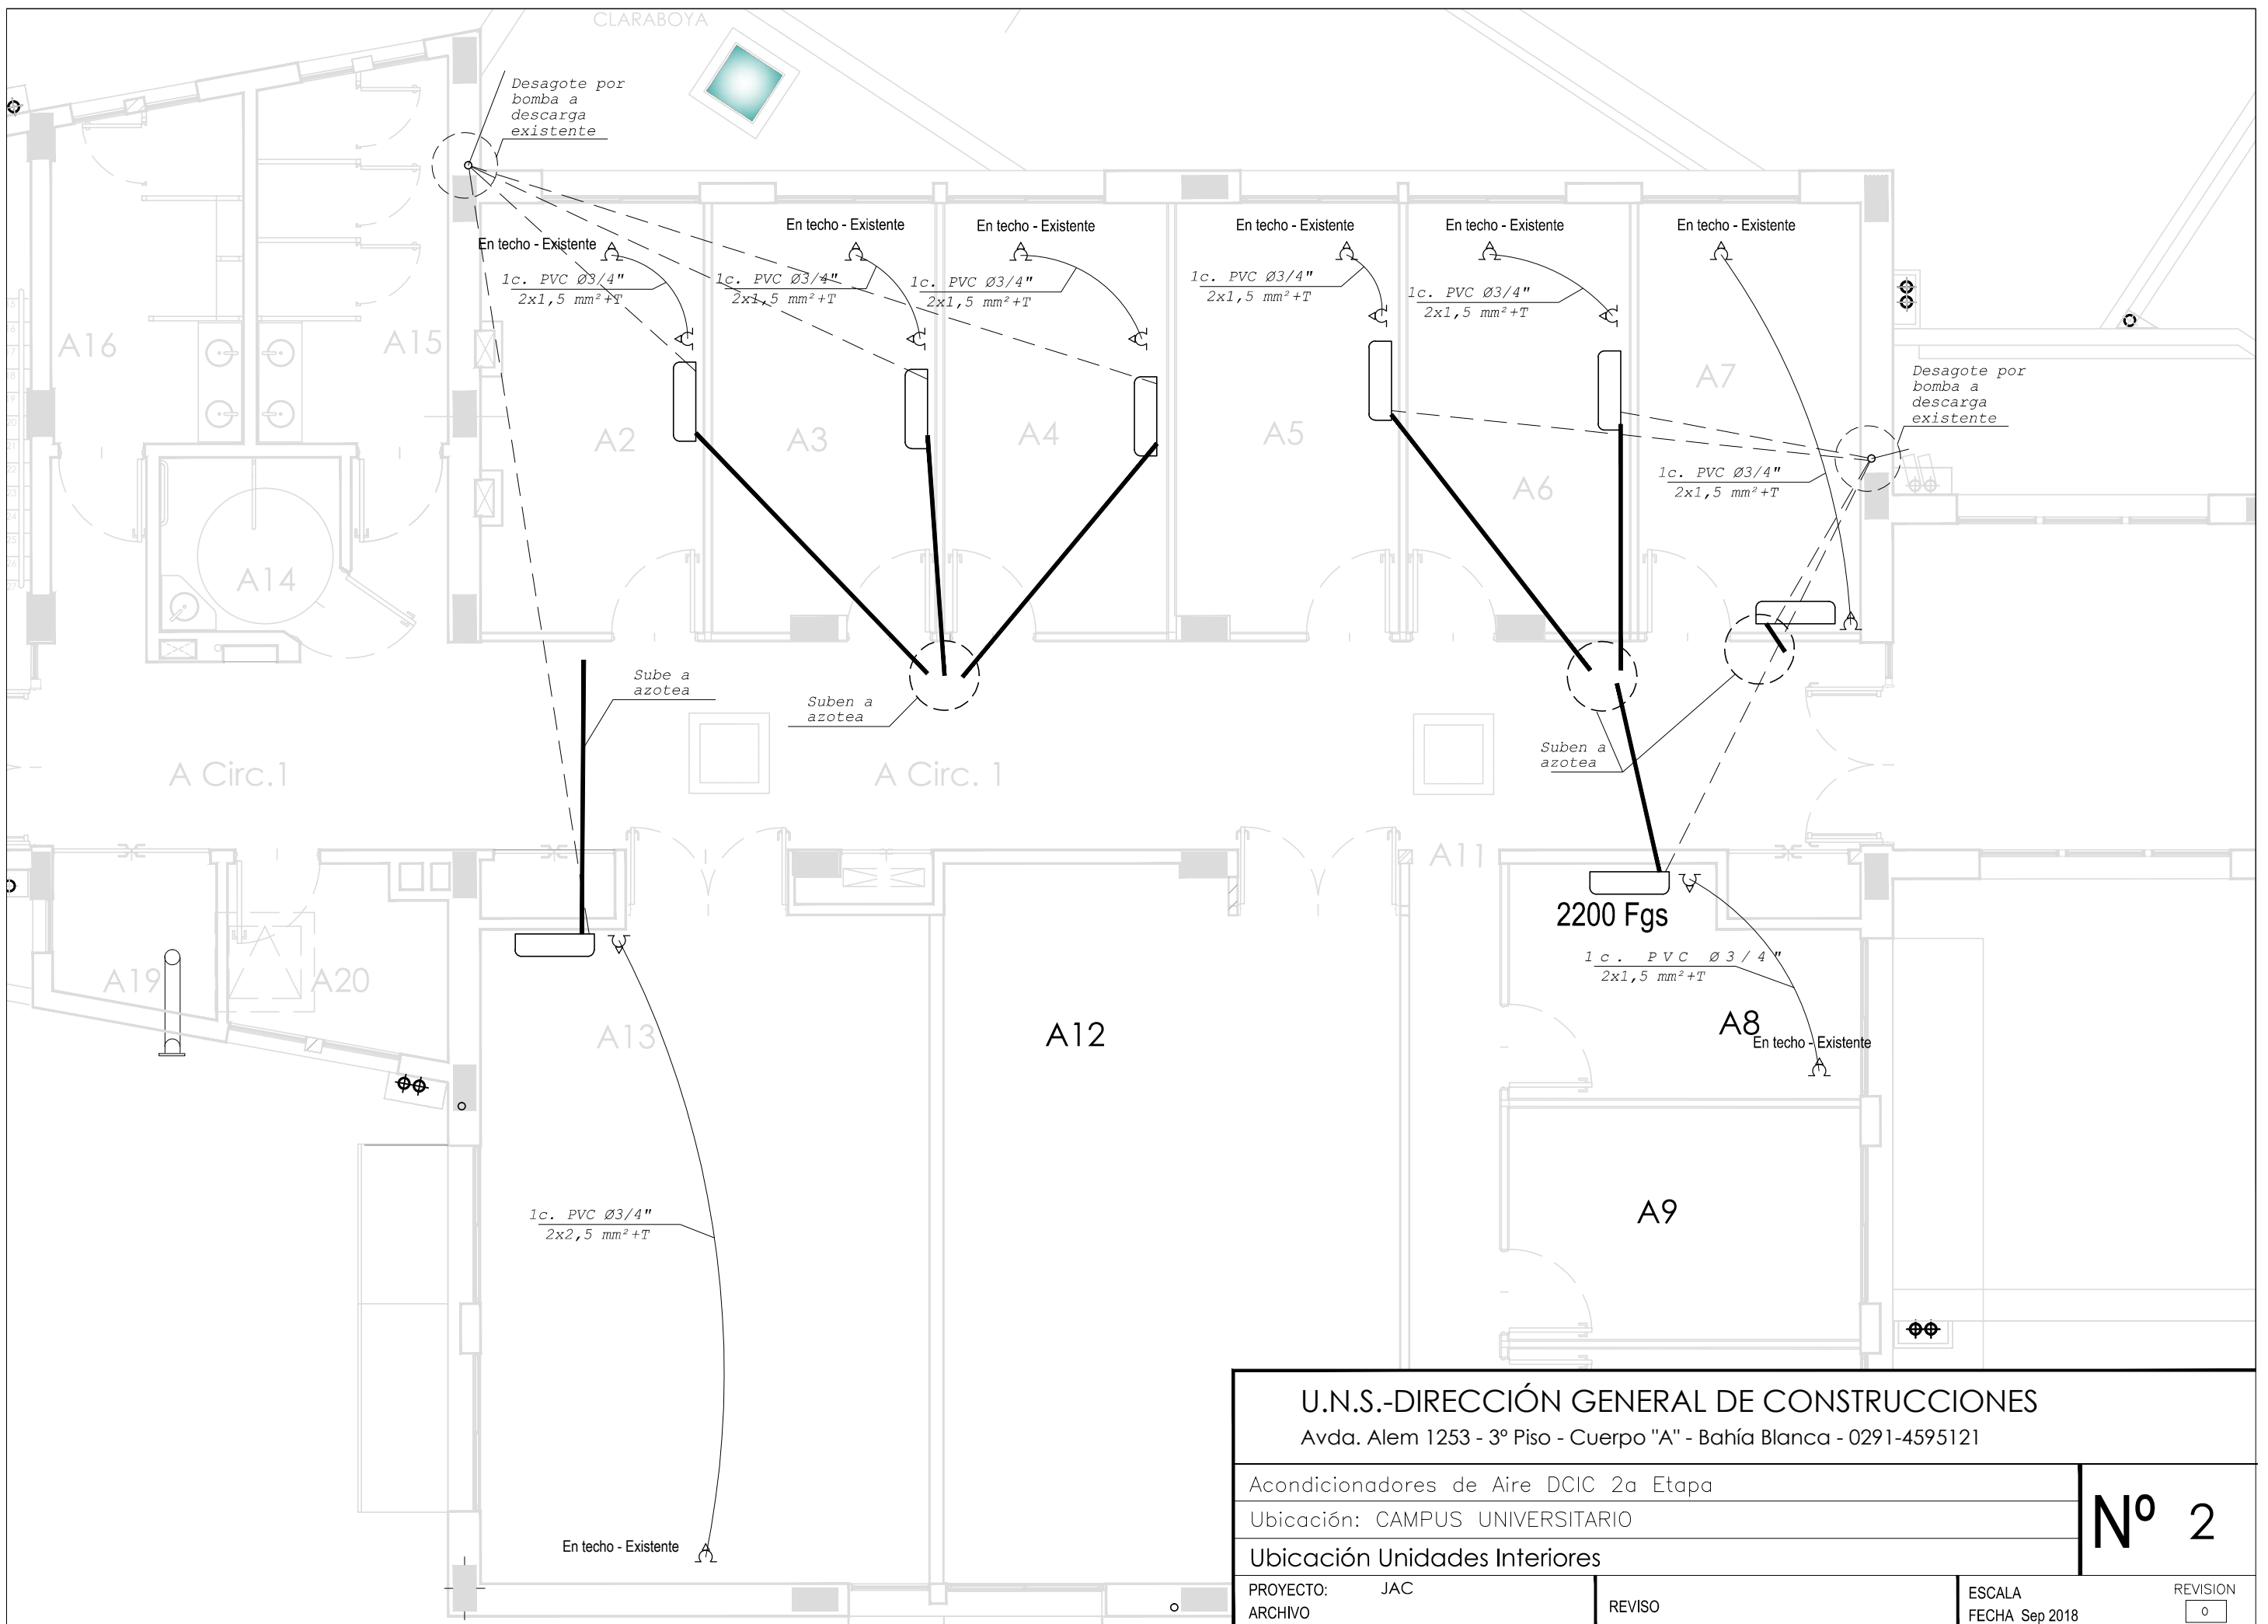 CLARABOYA
Desagote por
bomba a
descarga
existente
En techo - Existente
En techo - Existente
En techo - Existente
En techo - Existente
En techo - Existente
En techo - Existente
1c. PVC Ø3/4"
2x1,5 mm²+T
1c. PVC Ø3/4"
2x1,5 mm²+T
1c. PVC Ø3/4"
2x1,5 mm²+T
1c. PVC Ø3/4"
2x1,5 mm²+T
1c. PVC Ø3/4"
2x1,5 mm²+T
A16
A15
A7
Desagote por
bomba a
descarga
existente
A2
A3
A4
A5
A6
1c. PVC Ø3/4"
2x1,5 mm²+T
A14
Sube a
azotea
Suben a
azotea
Suben a
azotea
A Circ.1
A Circ. 1
A11
2200 Fgs
1c. PVC Ø3/4"
2x1,5 mm²+T
A19
A20
A13
A12
A8
En techo - Existente
A9
1c. PVC Ø3/4"
2x2,5 mm²+T
En techo - Existente
U.N.S.-DIRECCIÓN GENERAL DE CONSTRUCCIONES
Avda. Alem 1253 - 3º Piso - Cuerpo "A" - Bahía Blanca - 0291-4595121
Acondicionadores de Aire DCIC 2a Etapa
Ubicación: CAMPUS UNIVERSITARIO
Ubicación Unidades Interiores
Nº 2
PROYECTO: JAC
ARCHIVO
REVISO
ESCALA
FECHA Sep 2018
REVISION
0